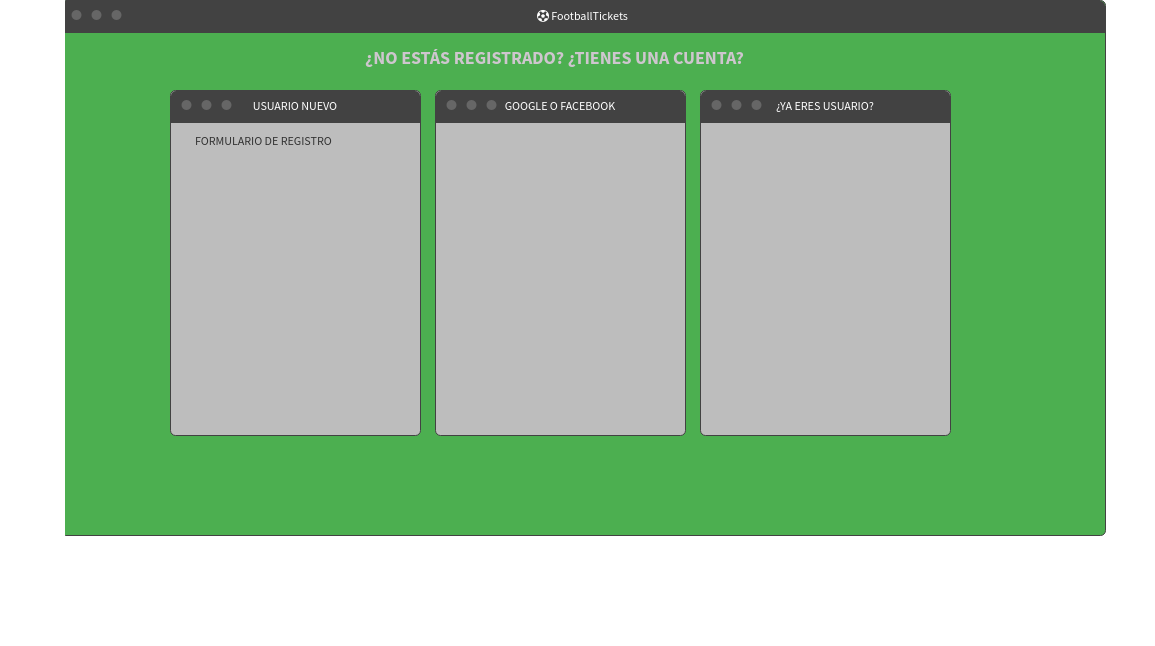 FootballTickets
¿NO ESTÁS REGISTRADO? ¿TIENES UNA CUENTA?
USUARIO NUEVO
FORMULARIO DE REGISTRO
GOOGLE O FACEBOOK
¿YA ERES USUARIO?